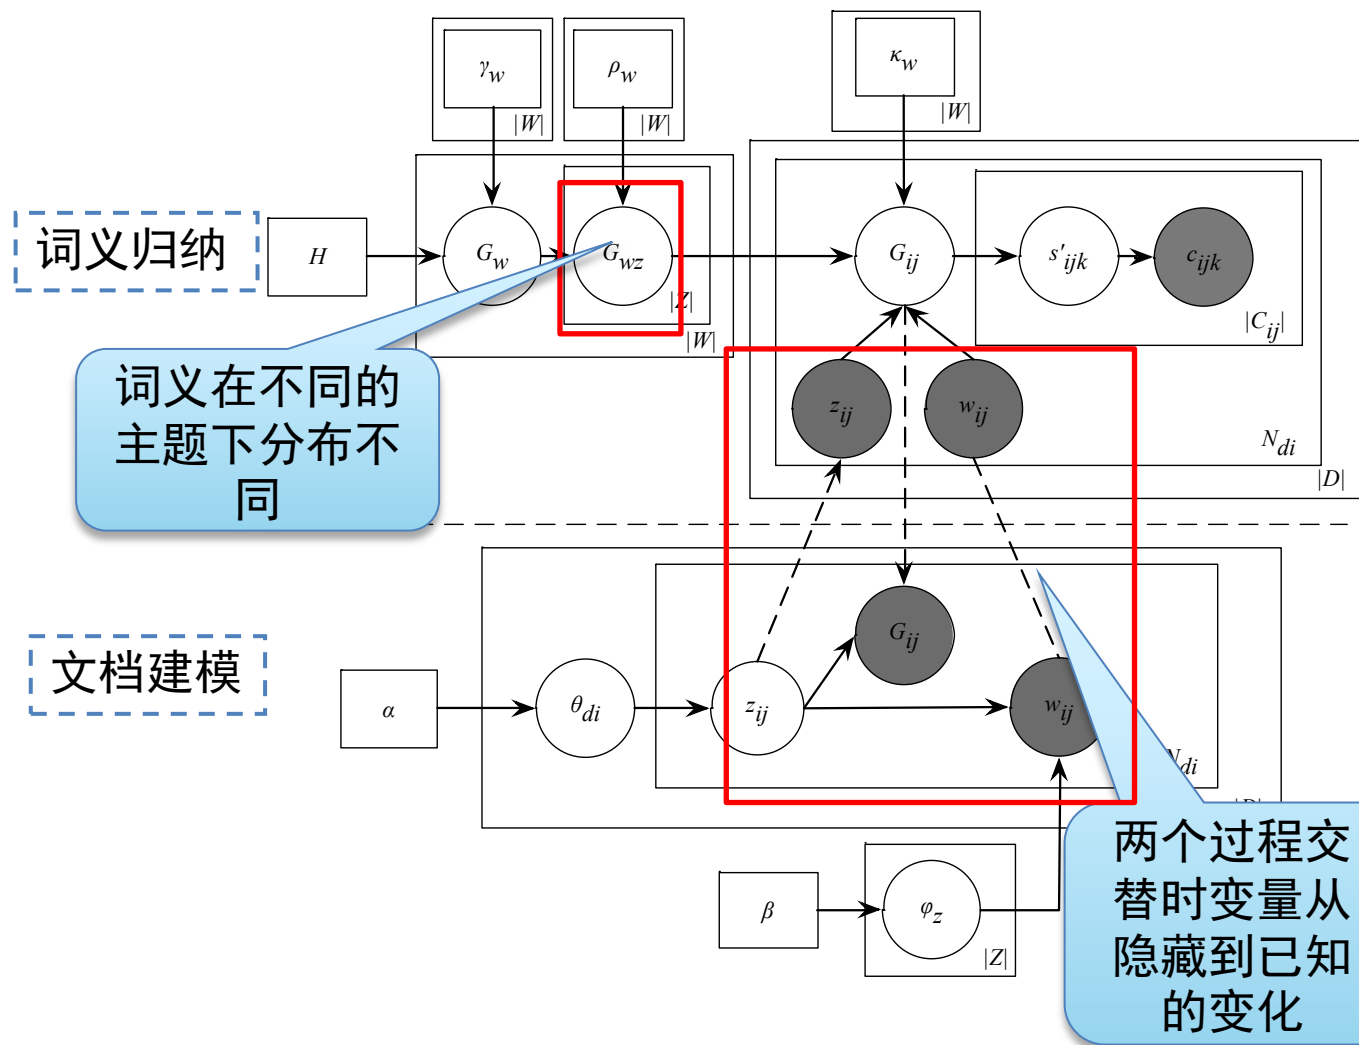 γw
ρw
κw
|W|
|W|
|W|
词义归纳
H
Gw
Gwz
Gij
s'ijk
cijk
|Z|
|W|
|Cij|
词义在不同的
主题下分布不
同
zij
wij
Ndi
|D|
文档建模
Gij
α
θdi
zij
wij
Ndi
β
φz
|Z|
两个过程交
替时变量从
隐藏到已知
的变化